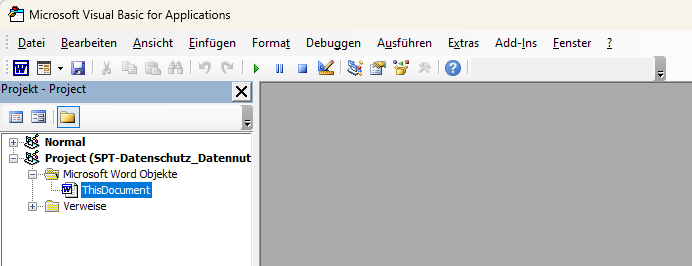 Microsoft Visual Basic for Applications
Datei Bearbeiten Ansicht Einfügen Format Debuggen Ausführen Extras Add-Ins Fenster ?
Projekt - Project
Normal
Project (SPT-Datenschutz_Datennut
Microsoft Word Objekte
ThisDocument
Verweise